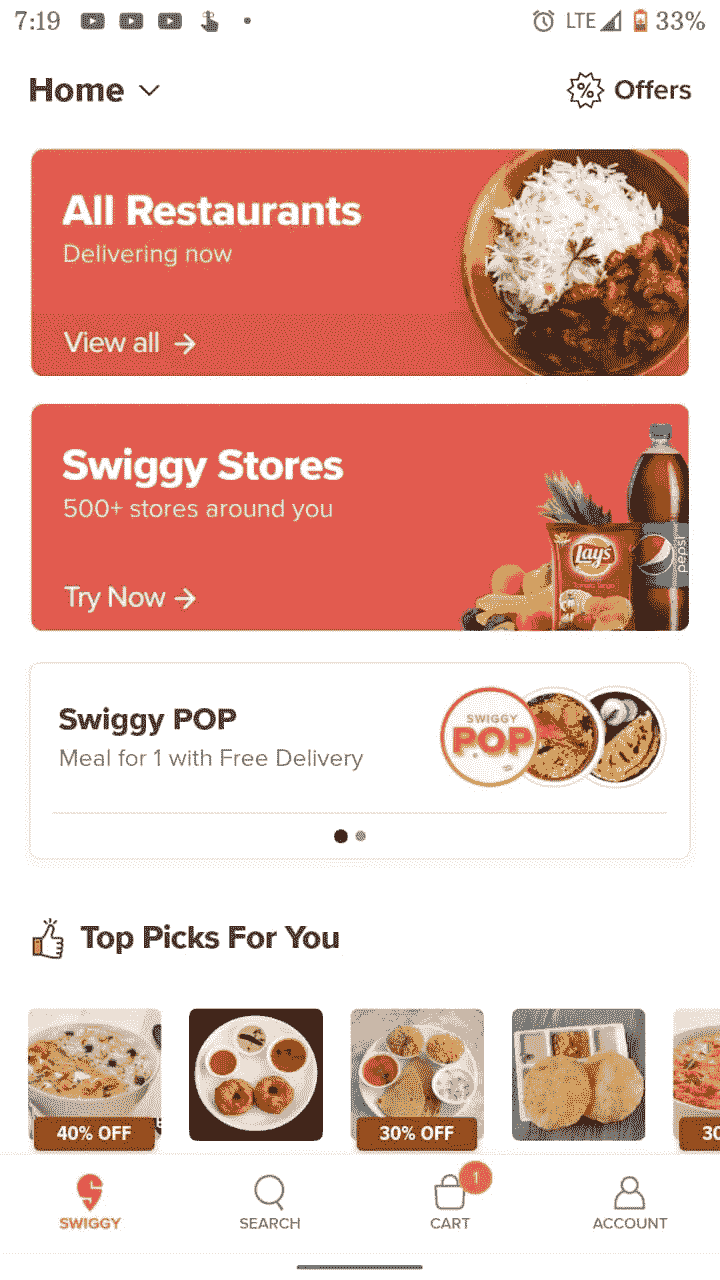 7:19 LTE 33%
Home Offers
All Restaurants
Delivering now
View all →
Swiggy Stores
500+ stores around you
Try Now →
Lay's
pepsi
Swiggy POP
Meal for 1 with Free Delivery
SWIGGY
POP
Top Picks For You
40% OFF
30% OFF
30
1
SWIGGY SEARCH CART ACCOUNT